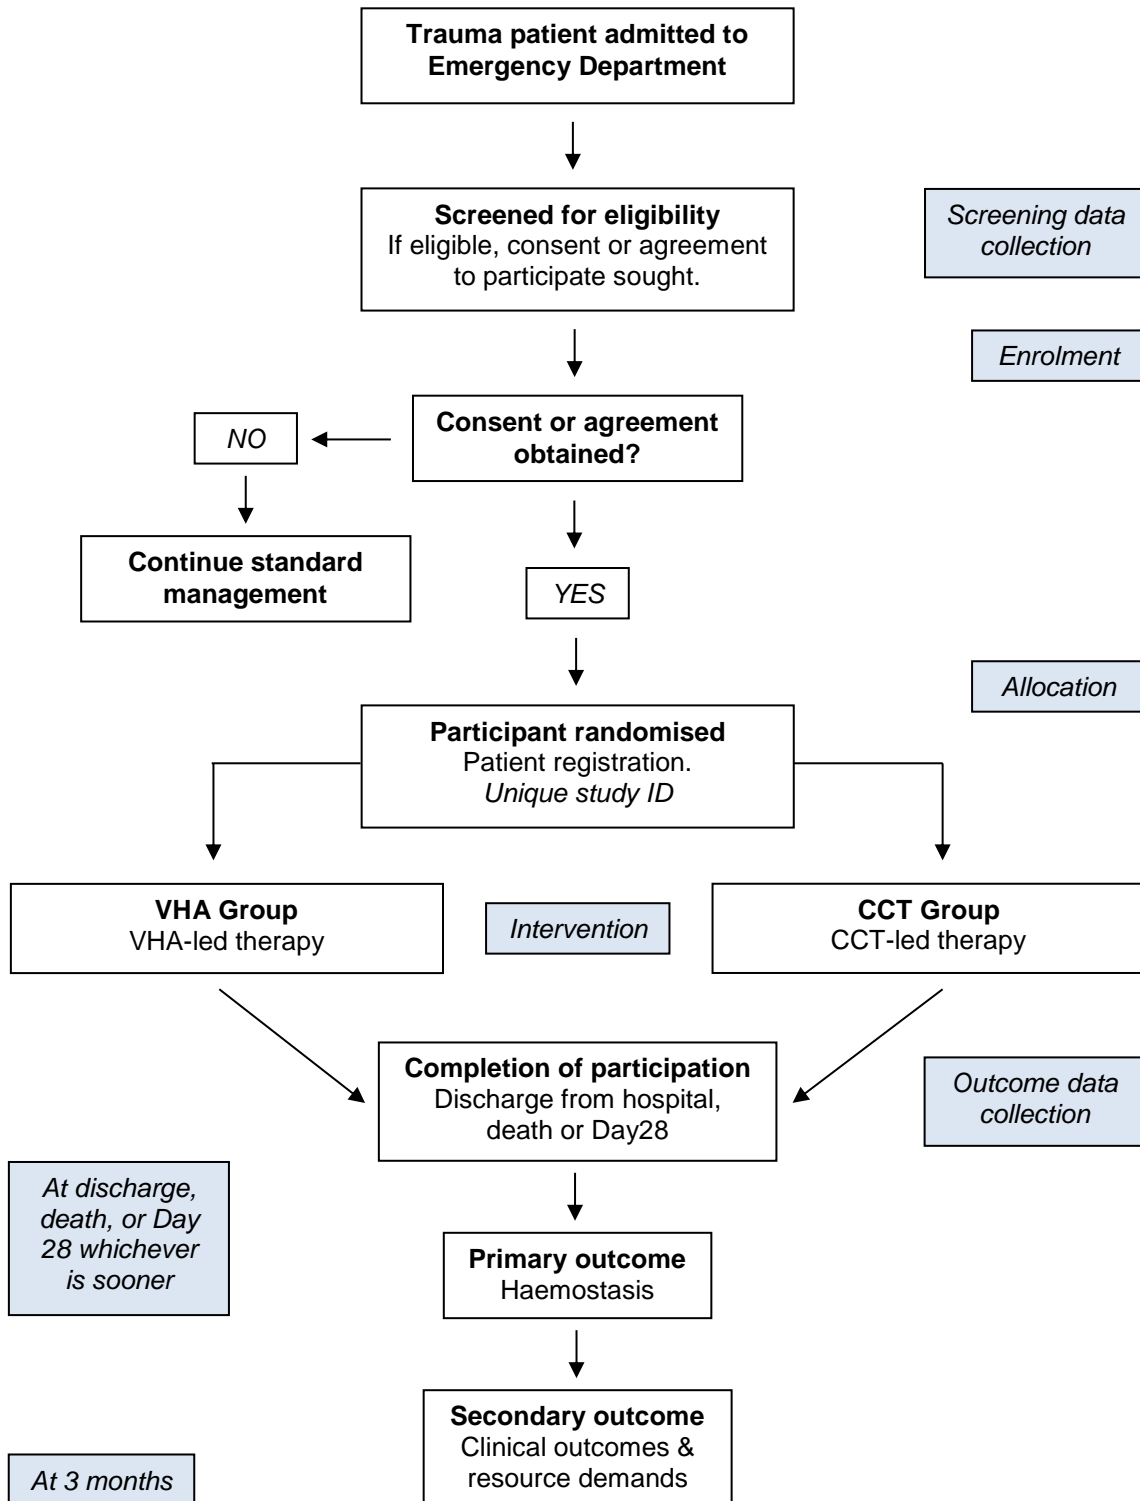 Trauma patient admitted to
Emergency Department
Screened for eligibility
If eligible, consent or agreement
to participate sought.
Screening data
collection
Enrolment
Consent or agreement
obtained?
NO
Continue standard
management
YES
Allocation
Participant randomised
Patient registration.
Unique study ID
VHA Group
VHA-led therapy
Intervention
CCT Group
CCT-led therapy
Completion of participation
Discharge from hospital,
death or Day28
Outcome data
collection
At discharge,
death, or Day
28 whichever
is sooner
Primary outcome
Haemostasis
Secondary outcome
Clinical outcomes &
resource demands
At 3 months